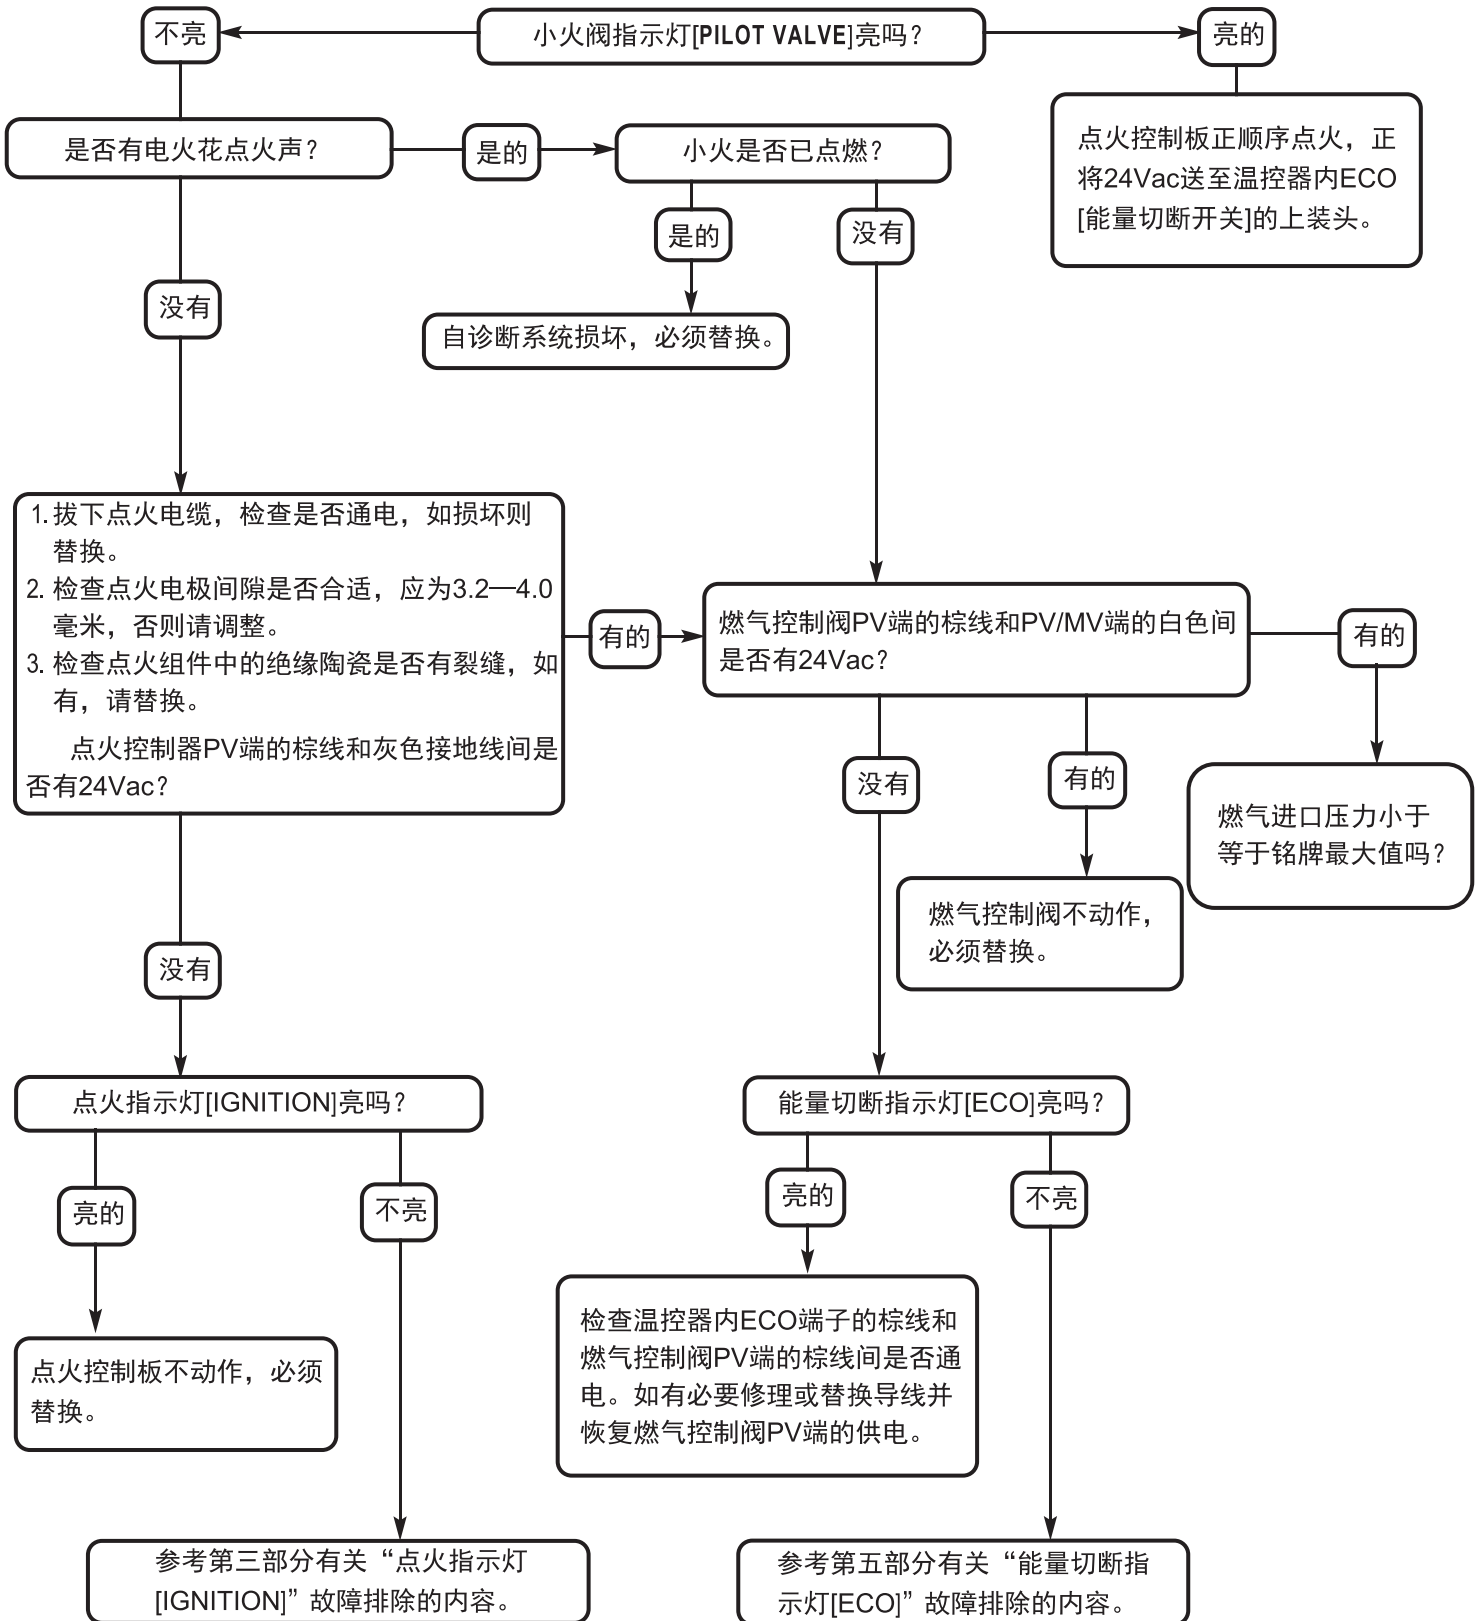 不亮
小火阀指示灯[PILOT VALVE]亮吗？
亮的
是否有电火花点火声？
是的
小火是否已点燃？
点火控制板正顺序点火，正
将24Vac送至温控器内ECO
[能量切断开关]的上装头。
是的
没有
没有
自诊断系统损坏，必须替换。
1. 拔下点火电缆，检查是否通电，如损坏则
替换。
2. 检查点火电极间隙是否合适，应为3.2—4.0
毫米，否则请调整。
3. 检查点火组件中的绝缘陶瓷是否有裂缝，如
有，请替换。
点火控制器PV端的棕线和灰色接地线间是
否有24Vac？
有的
燃气控制阀PV端的棕线和PV/MV端的白色间
是否有24Vac？
有的
没有
有的
燃气进口压力小于
等于铭牌最大值吗？
燃气控制阀不动作，
必须替换。
没有
点火指示灯[IGNITION]亮吗？
能量切断指示灯[ECO]亮吗？
亮的
不亮
亮的
不亮
点火控制板不动作，必须
替换。
检查温控器内ECO端子的棕线和
燃气控制阀PV端的棕线间是否通
电。如有必要修理或替换导线并
恢复燃气控制阀PV端的供电。
参考第三部分有关“点火指示灯
[IGNITION]”故障排除的内容。
参考第五部分有关“能量切断指
示灯[ECO]”故障排除的内容。